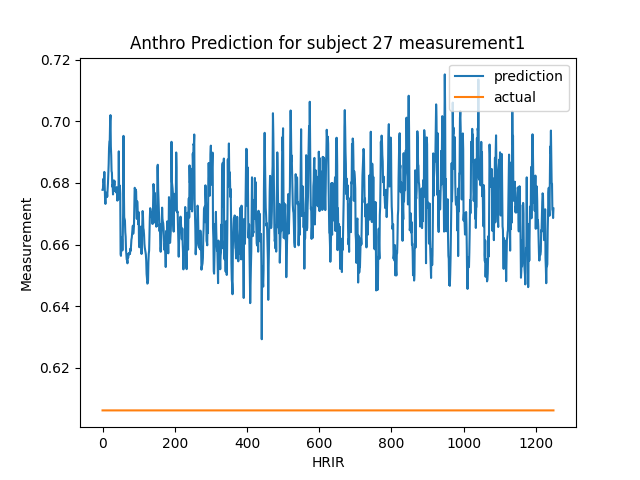 Anthro Prediction for subject 27 measurement1
prediction
actual
0.72
0.70
0.68
0.66
0.64
0.62
Measurement
0
200
400
600
800
1000
1200
HRIR